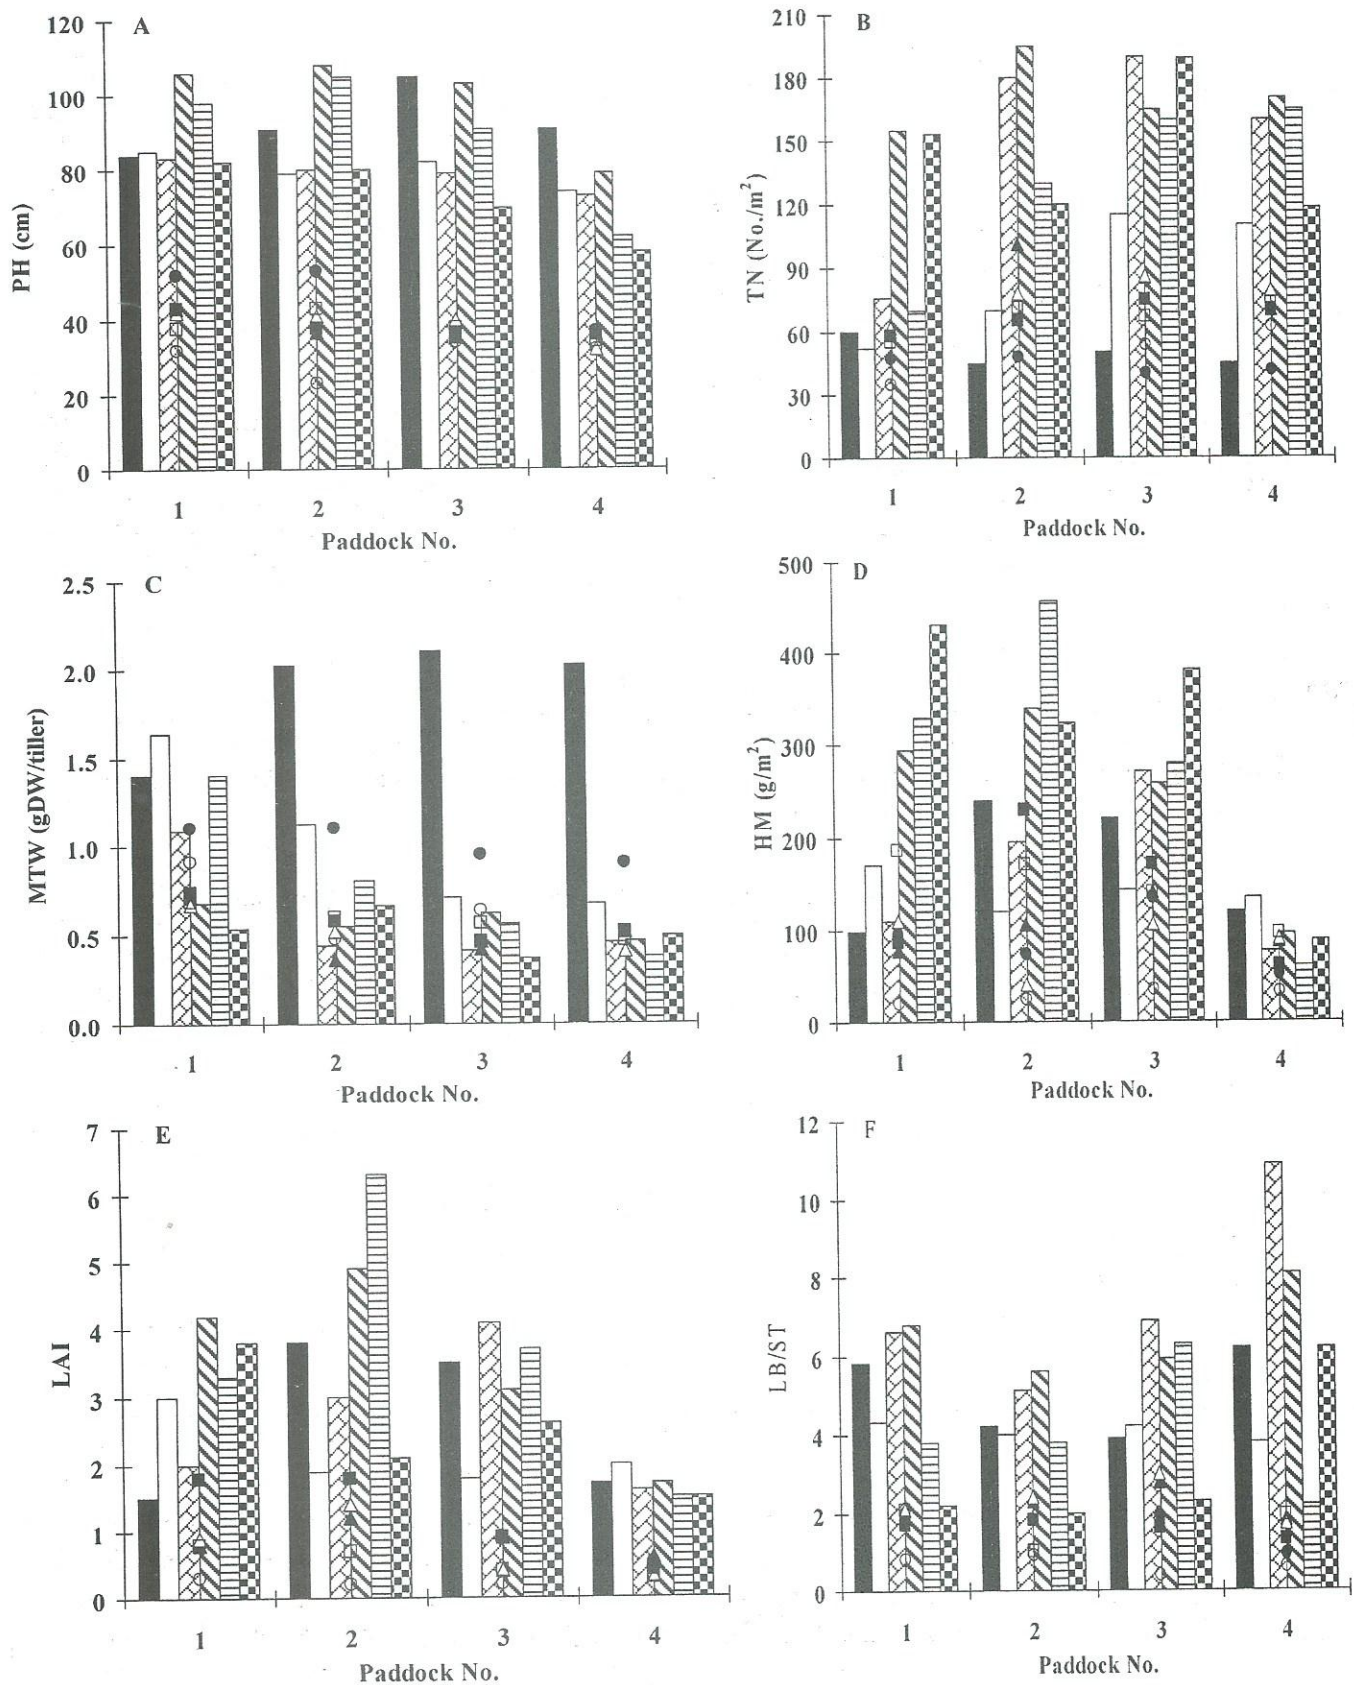 A
PH (cm)
120
100
80
60
40
20
0
1 2 3 4
Paddock No.
B
TN (No./m²)
210
180
150
120
90
60
30
0
1 2 3 4
Paddock No.
C
MTW (gDW/tiller)
2.5
2.0
1.5
1.0
0.5
0.0
1 2 3 4
Paddock No.
D
HM (g/m²)
500
400
300
200
100
0
1 2 3 4
Paddock No.
E
LAI
7
6
5
4
3
2
1
0
1 2 3 4
Paddock No.
F
LB/ST
12
10
8
6
4
2
0
1 2 3 4
Paddock No.